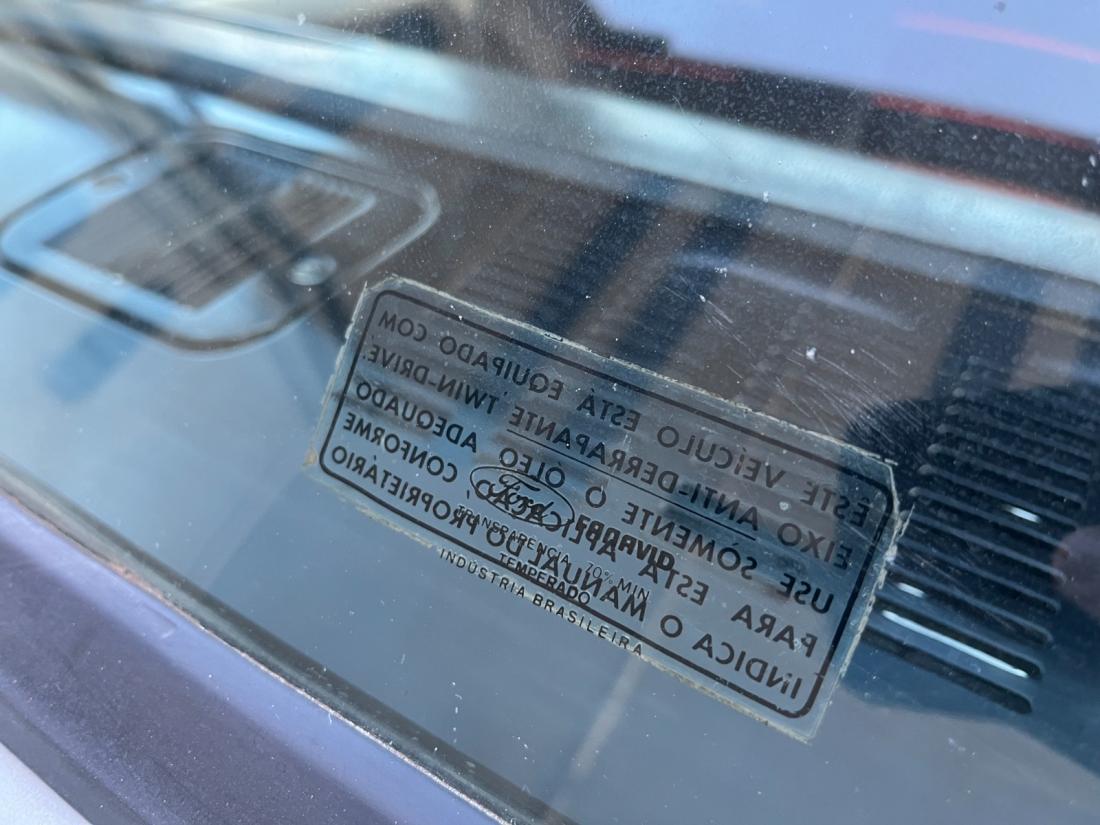 ESTE VEÍCULO ESTÁ EQUIPADO COM
EIXO ANTI-DERRAPANTE "TWIN-DRIVE".
USE SÒMENTE O ÓLEO ADEQUADO
PARA ESTA APLICAÇÃO, CONFORME
INDICA O MANUAL DO PROPRIETÁRIO
Ford
TRANSPARENCIA 70% MIN
TEMPERADO
INDÚSTRIA BRASILEIRA